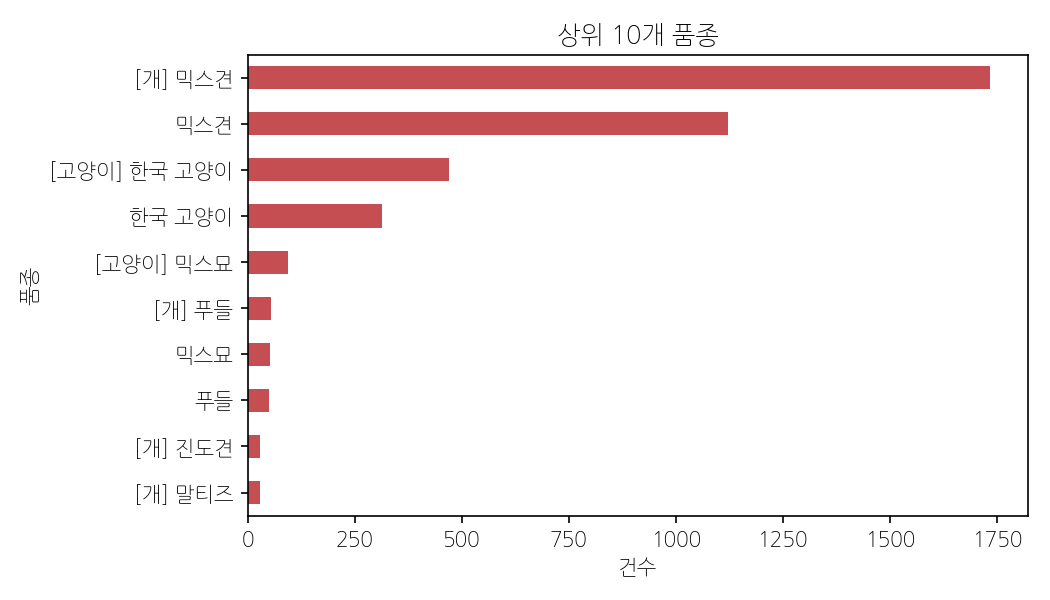 상위 10개 품종
[개] 믹스견
믹스견
[고양이] 한국 고양이
한국 고양이
[고양이] 믹스묘
[개] 푸들
믹스묘
푸들
[개] 진도견
[개] 말티즈
품종
0 250 500 750 1000 1250 1500 1750
건수